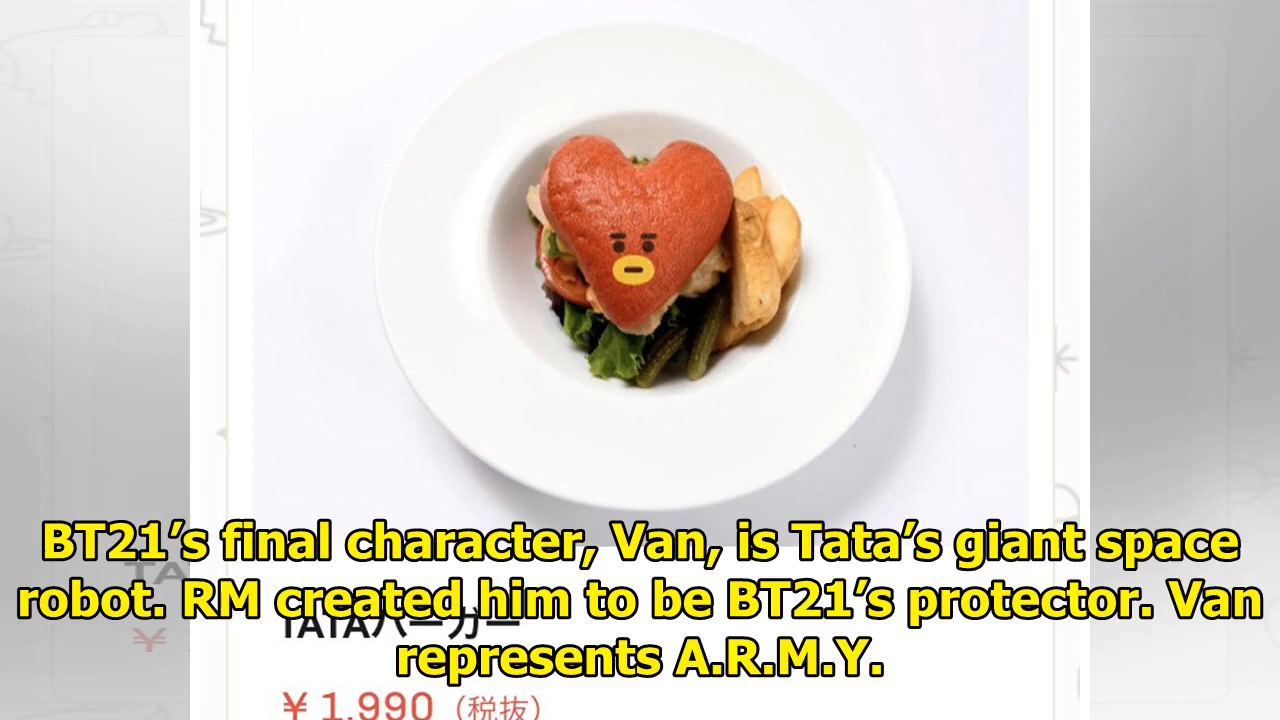 BT21’s final character, Van, is Tata’s giant space
robot. RM created him to be BT21’s protector. Van
TATAバーガー
represents A.R.M.Y.
¥ 1,990（税抜）
TA
¥